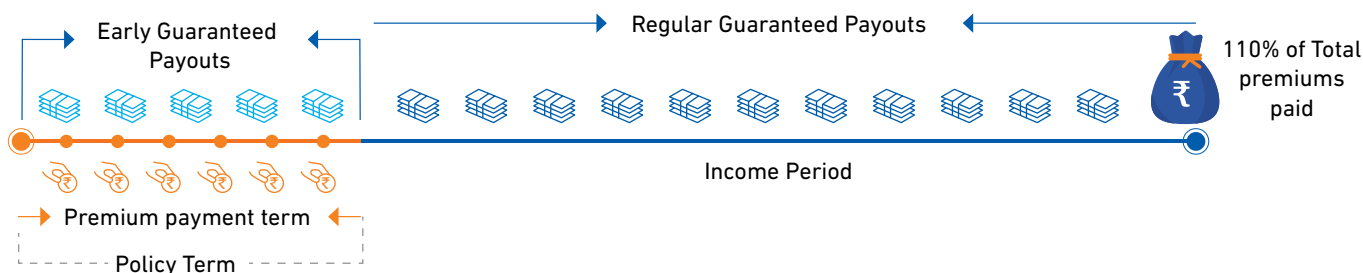 Early Guaranteed
Payouts
Regular Guaranteed Payouts
110% of Total
premiums
paid
₹
Income Period
₹ ₹ ₹ ₹ ₹ ₹
Premium payment term
Policy Term